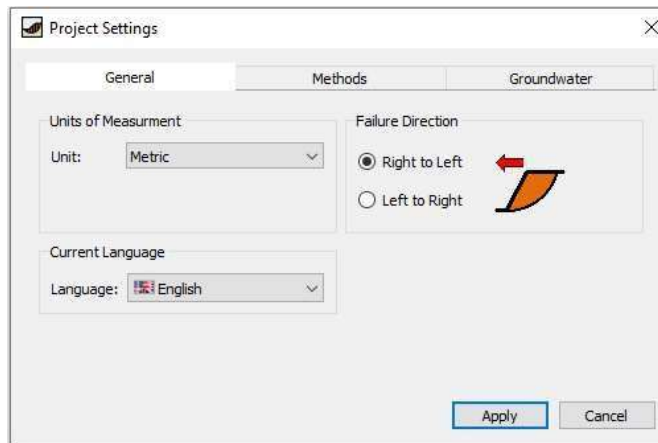 Project Settings
General Methods Groundwater
Units of Measurment
Unit: Metric
Failure Direction
Right to Left
Left to Right
Current Language
Language: English
Apply Cancel